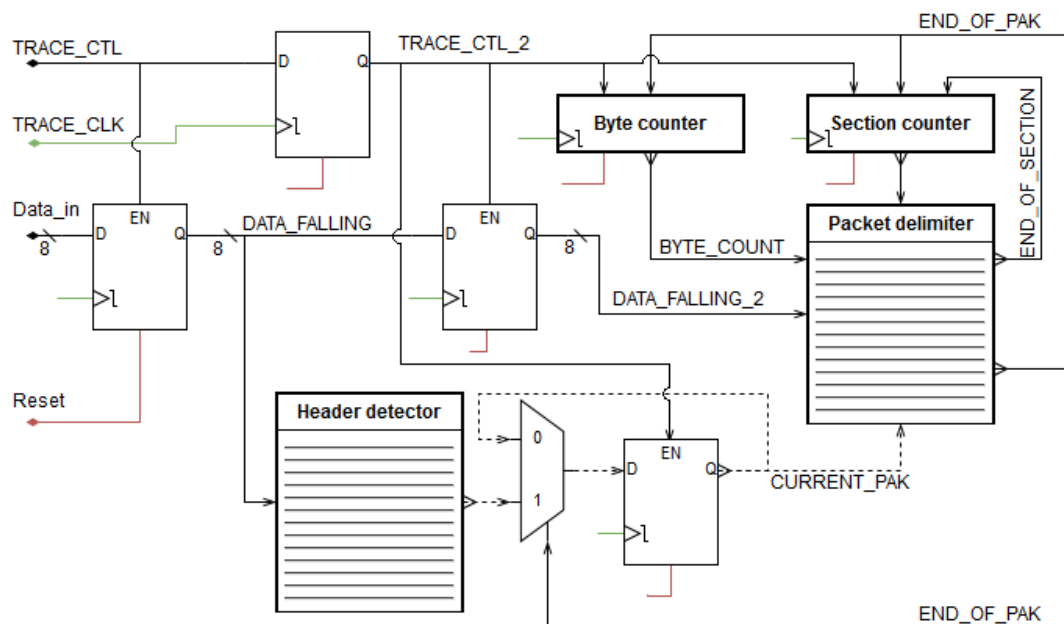 END_OF_PAK
TRACE_CTL
D
Q
TRACE_CTL_2
TRACE_CLK
Byte counter
Section counter
END_OF_SECTION
Data_in
8
D
EN
Q
8
DATA_FALLING
D
EN
Q
8
BYTE_COUNT
DATA_FALLING_2
Packet delimiter
Reset
Header detector
0
1
D
EN
Q
CURRENT_PAK
END_OF_PAK